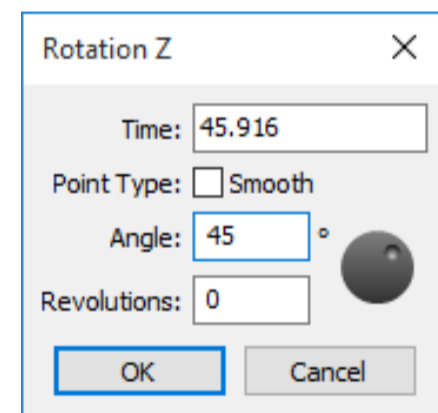 Rotation Z
Time: 45.916
Point Type: Smooth
Angle: 45 °
Revolutions: 0
OK Cancel